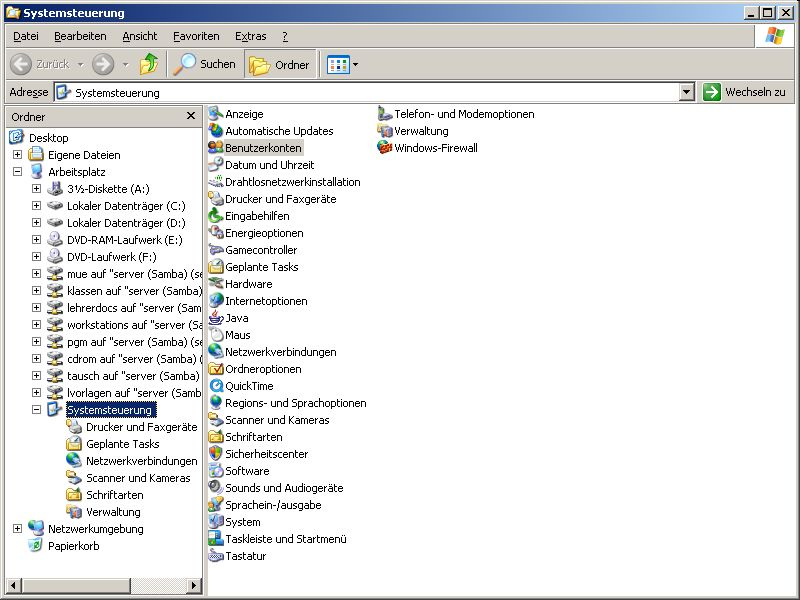 Systemsteuerung
Datei Bearbeiten Ansicht Favoriten Extras ?
Zurück Suchen Ordner
Adresse Systemsteuerung Wechseln zu
Ordner
Desktop
Eigene Dateien
Arbeitsplatz
3½-Diskette (A:)
Lokaler Datenträger (C:)
Lokaler Datenträger (D:)
DVD-RAM-Laufwerk (E:)
DVD-Laufwerk (F:)
mue auf "server (Samba) (se
klassen auf "server (Samba)
lehrerdocs auf "server (Sam
workstations auf "server (Sa
pgm auf "server (Samba) (se
cdrom auf "server (Samba) (
tausch auf "server (Samba)
lvorlagen auf "server (Samb
Systemsteuerung
Drucker und Faxgeräte
Geplante Tasks
Netzwerkverbindungen
Scanner und Kameras
Schriftarten
Verwaltung
Netzwerkumgebung
Papierkorb
Anzeige
Automatische Updates
Benutzerkonten
Datum und Uhrzeit
Drahtlosnetzwerkinstallation
Drucker und Faxgeräte
Eingabehilfen
Energieoptionen
Gamecontroller
Geplante Tasks
Hardware
Internetoptionen
Java
Maus
Netzwerkverbindungen
Ordneroptionen
QuickTime
Regions- und Sprachoptionen
Scanner und Kameras
Schriftarten
Sicherheitscenter
Software
Sounds und Audiogeräte
Sprachein-/ausgabe
System
Taskleiste und Startmenü
Tastatur
Telefon- und Modemoptionen
Verwaltung
Windows-Firewall